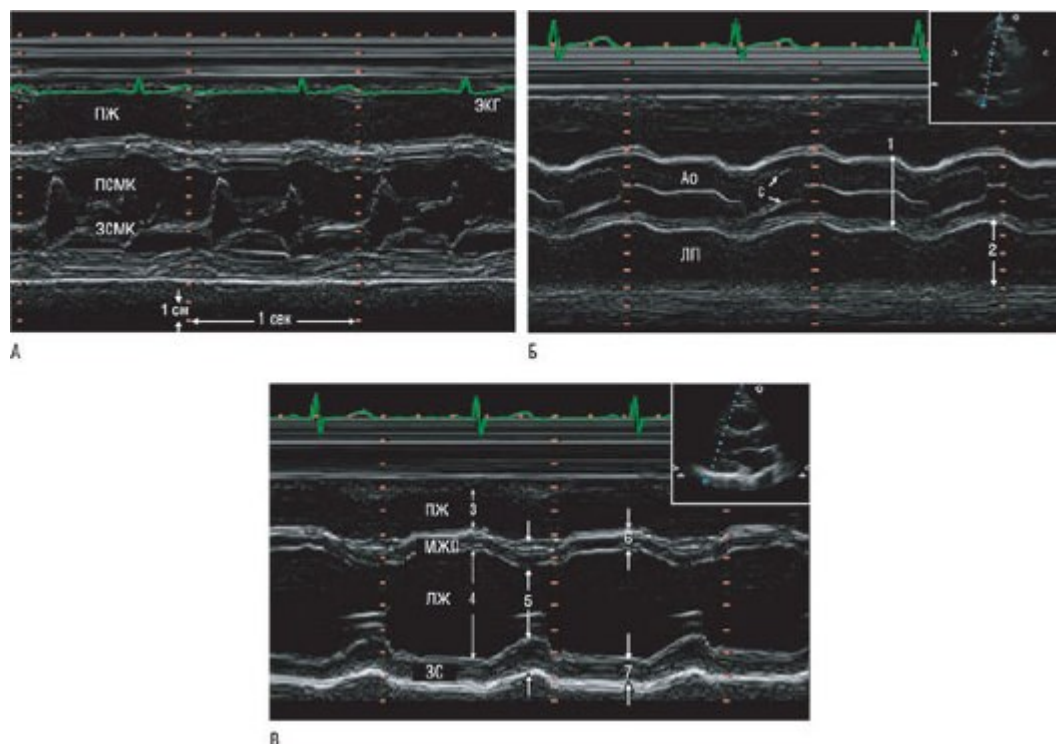 ПЖ
ЭКГ
ПСМК
ЗСМК
1 см
1 сек
А
1
Ао
С
ЛП
2
Б
ПЖ 3
МЖП 6
ЛЖ 4 5
ЗС 7
В